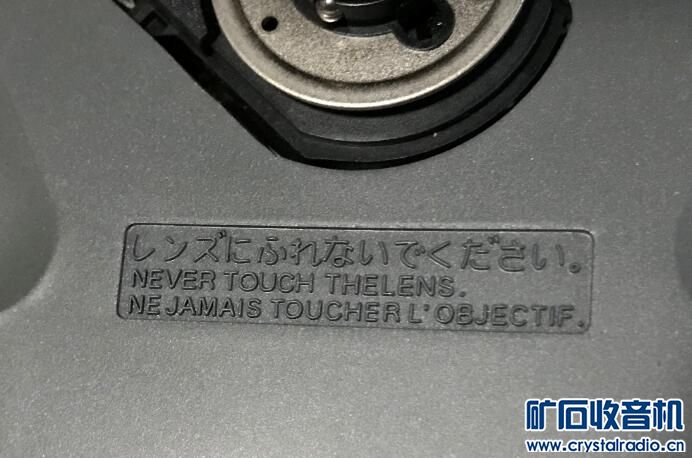 レンズにふれないでください。
NEVER TOUCH THELENS.
NE JAMAIS TOUCHER L'OBJECTIF.
矿石收音机
www.crystalradio.cn